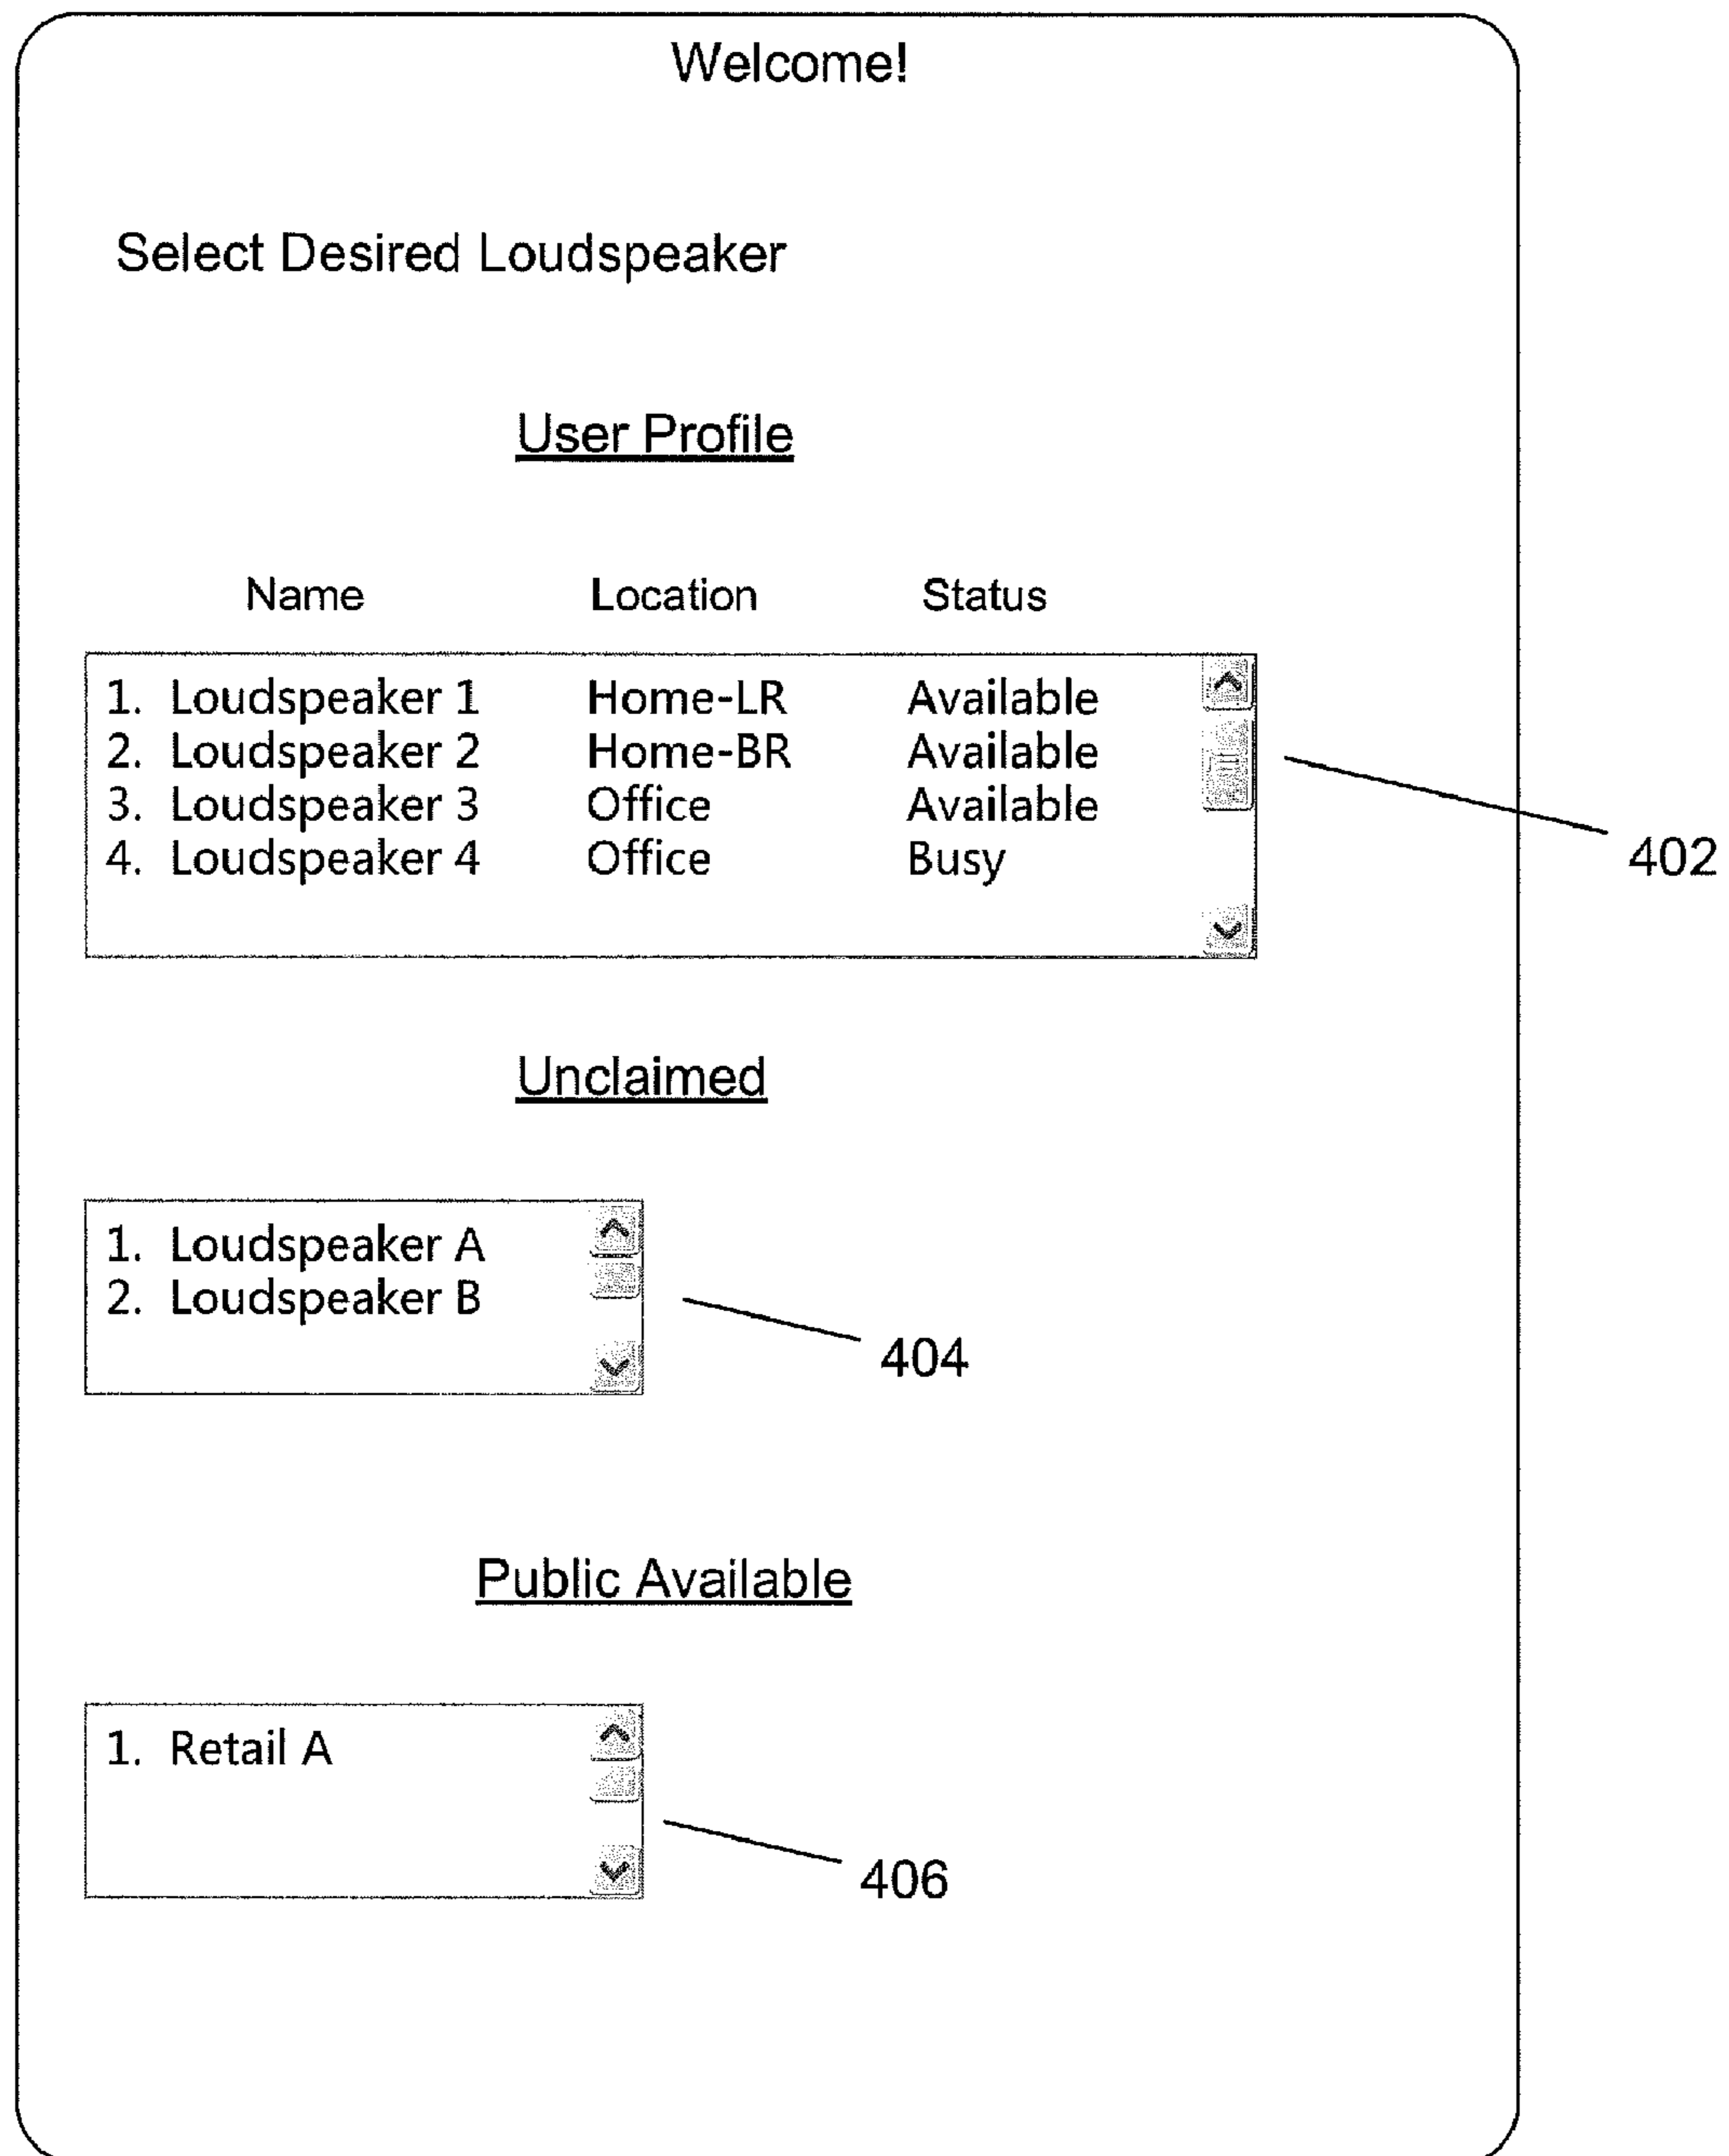 Welcome!
Select Desired Loudspeaker
User Profile
Name Location Status
1. Loudspeaker 1 Home-LR Available
2. Loudspeaker 2 Home-BR Available
3. Loudspeaker 3 Office Available
4. Loudspeaker 4 Office Busy
402
Unclaimed
1. Loudspeaker A
2. Loudspeaker B
404
Public Available
1. Retail A
406